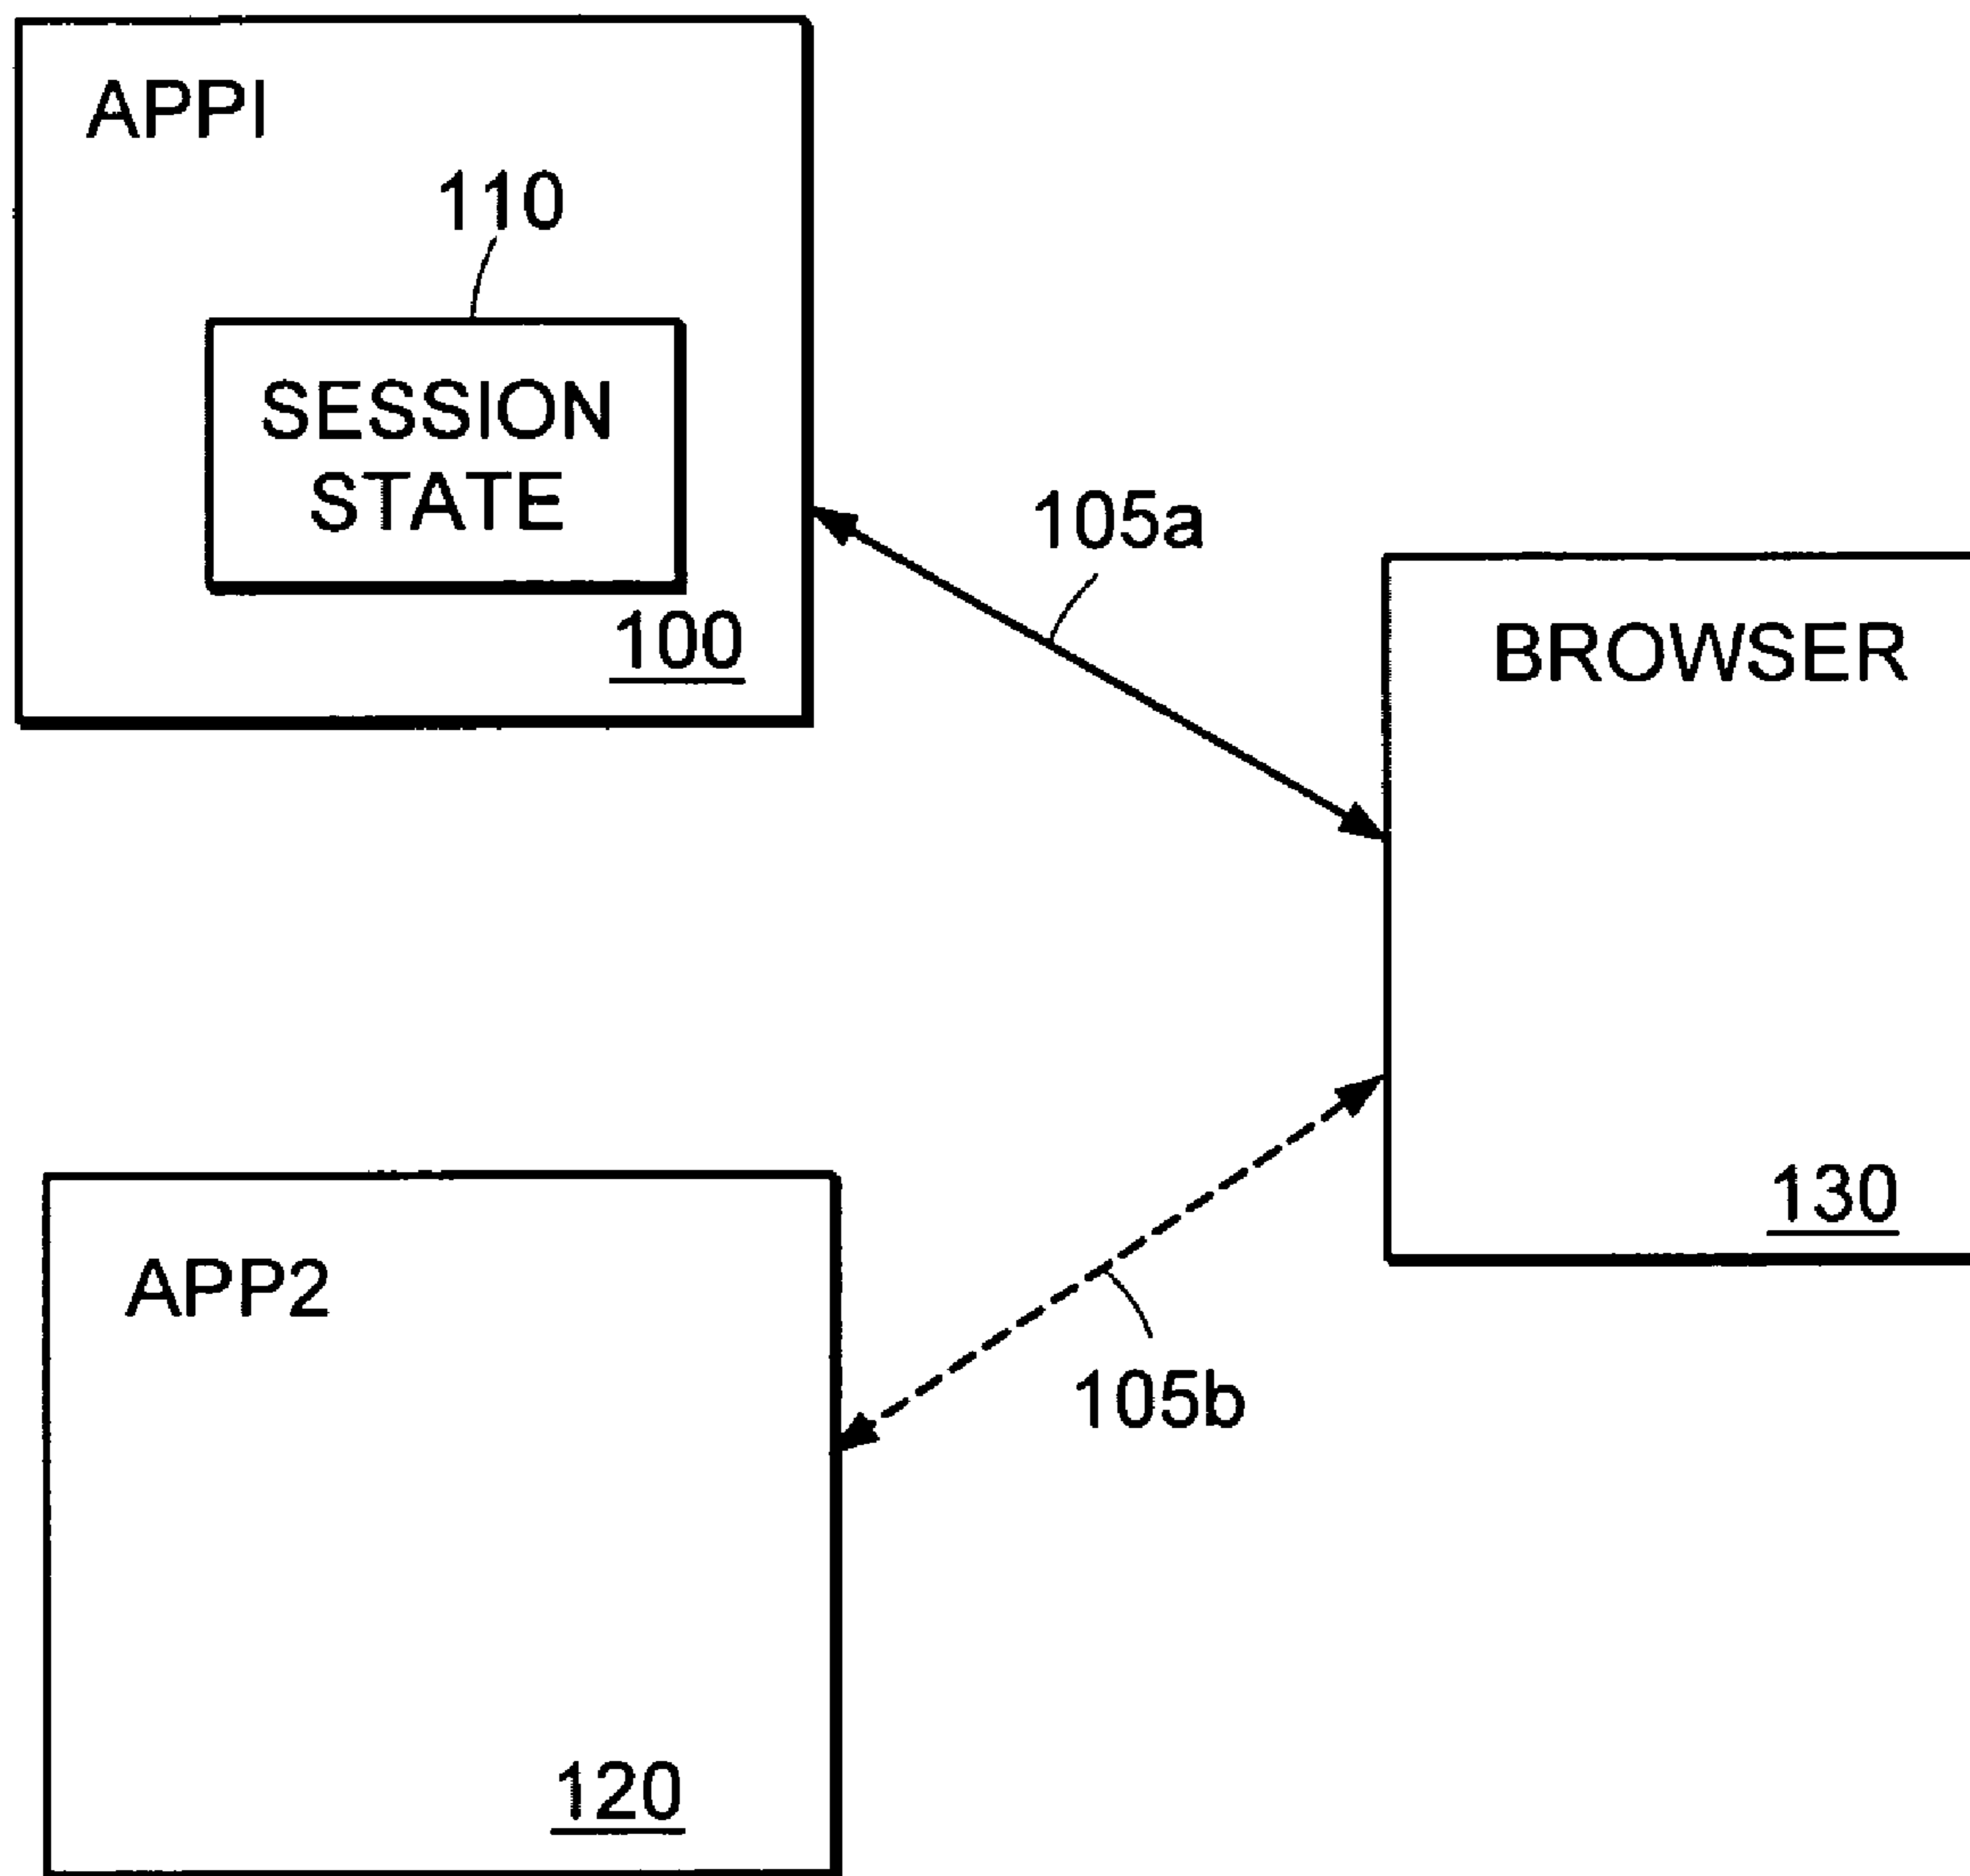 APPI
110
SESSION
STATE
100
105a
BROWSER
130
APP2
105b
120